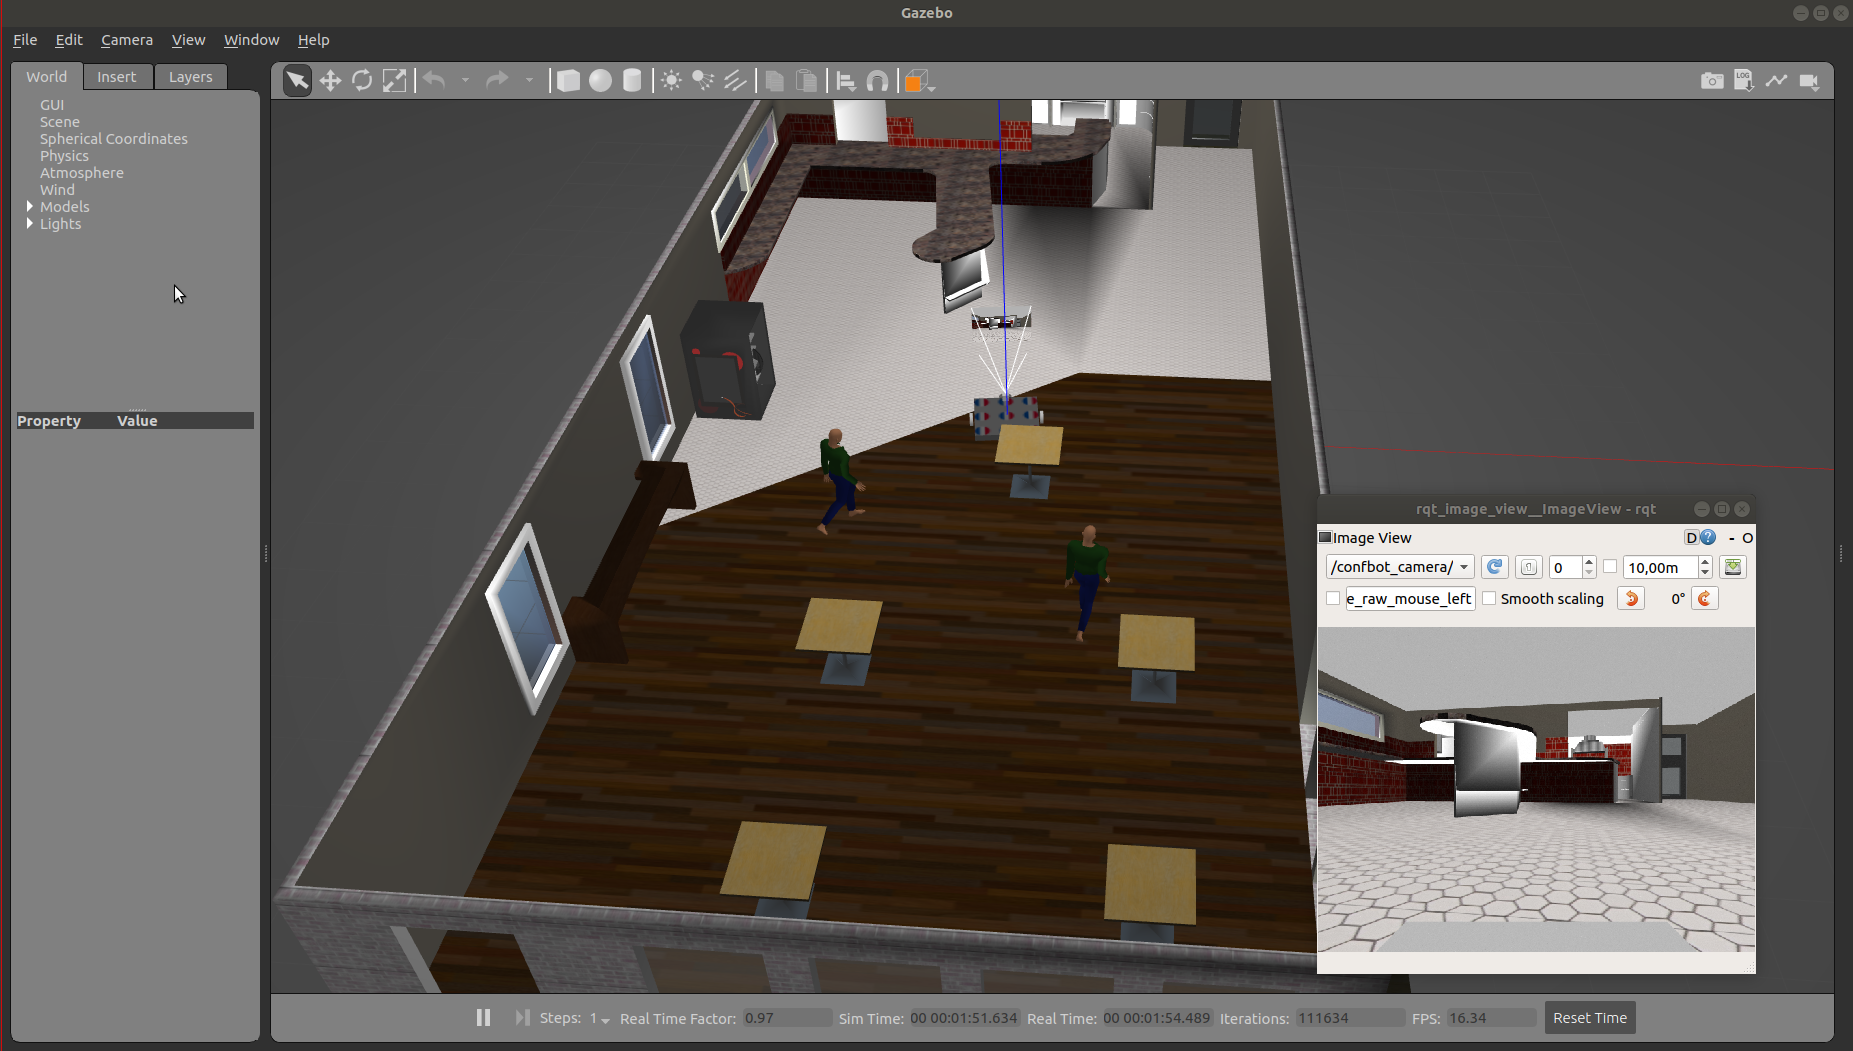 Gazebo
File Edit Camera View Window Help
World Insert Layers
GUI
Scene
Spherical Coordinates
Physics
Atmosphere
Wind
Models
Lights
Property Value
LOG
rqt_image_view__ImageView - rqt
Image View
D ? - O
/confbot_camera/ 0 10,00m
e_raw_mouse_left Smooth scaling 0°
Steps: 1 Real Time Factor: 0.97 Sim Time: 00 00:01:51.634 Real Time: 00 00:01:54.489 Iterations: 111634 FPS: 16.34 Reset Time